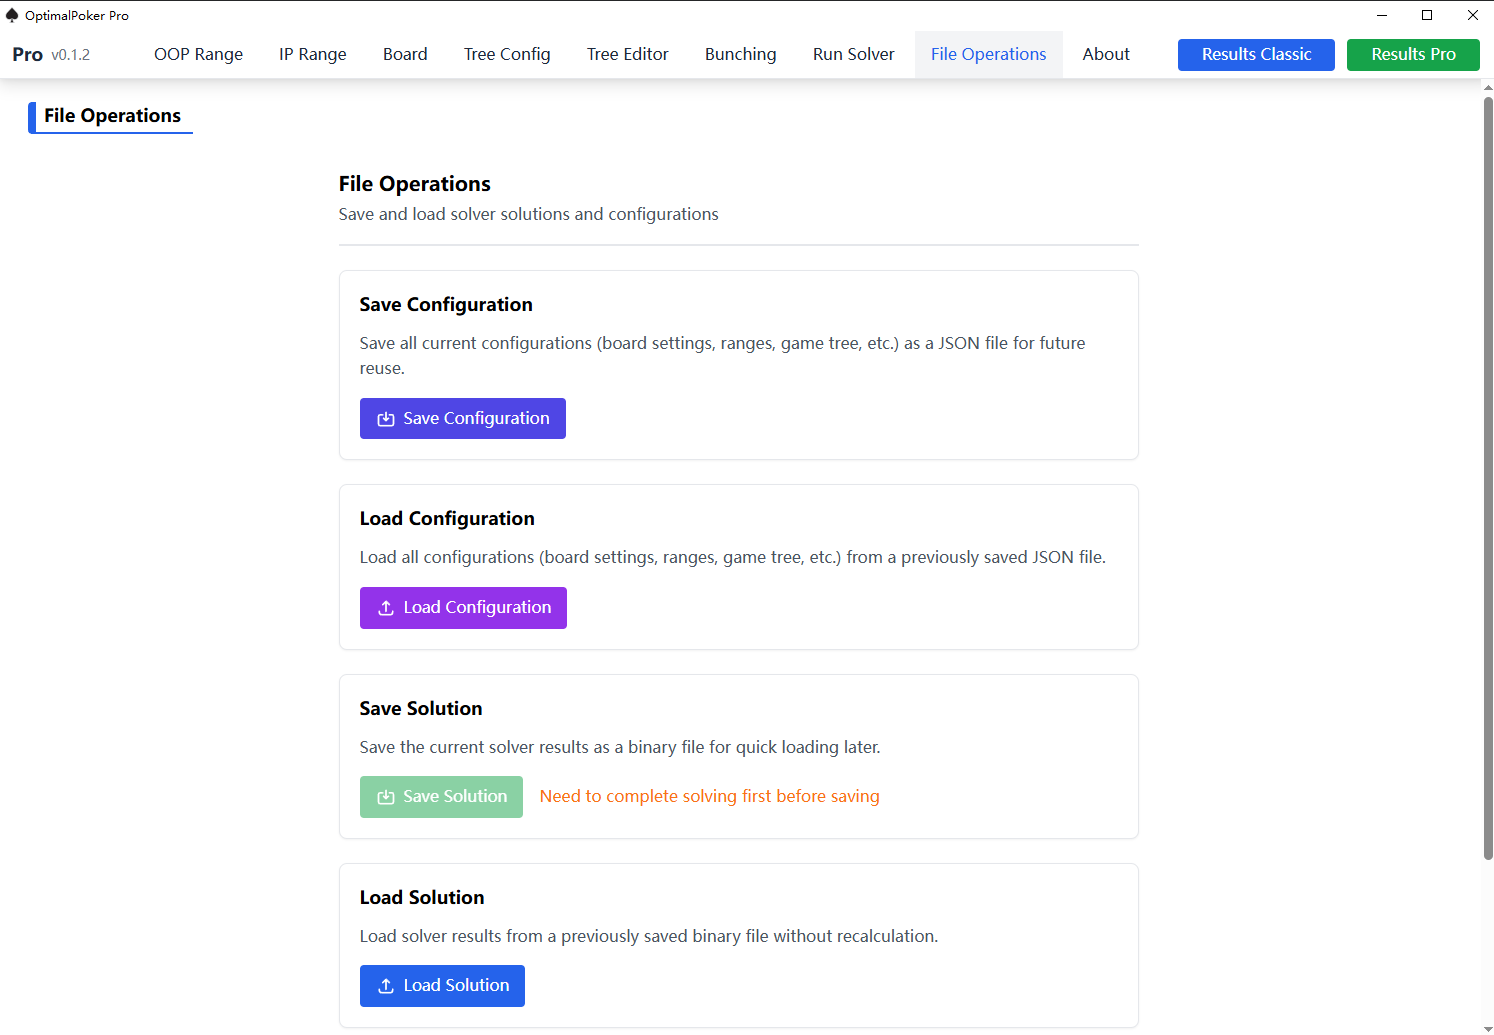 OptimalPoker Pro
Pro v0.1.2 OOP Range IP Range Board Tree Config Tree Editor Bunching Run Solver File Operations About Results Classic Results Pro
File Operations
File Operations
Save and load solver solutions and configurations
Save Configuration
Save all current configurations (board settings, ranges, game tree, etc.) as a JSON file for future
reuse.
Save Configuration
Load Configuration
Load all configurations (board settings, ranges, game tree, etc.) from a previously saved JSON file.
Load Configuration
Save Solution
Save the current solver results as a binary file for quick loading later.
Save Solution Need to complete solving first before saving
Load Solution
Load solver results from a previously saved binary file without recalculation.
Load Solution